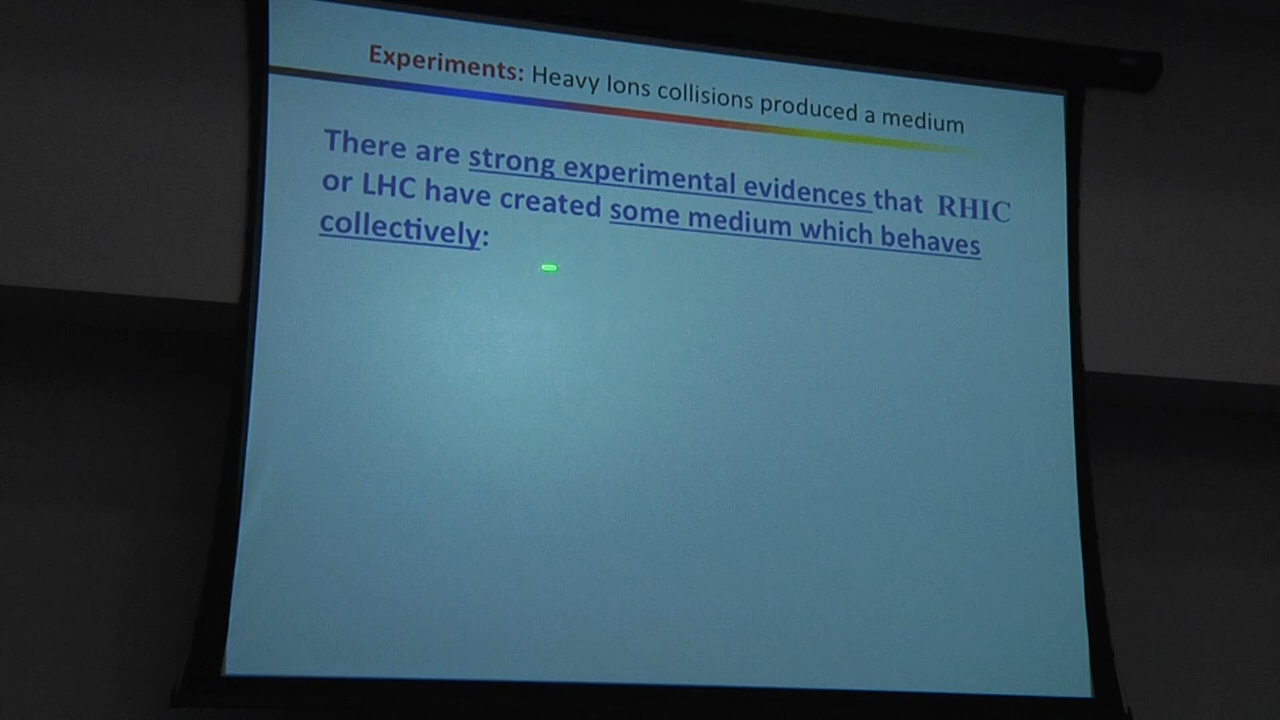 Experiments: Heavy Ions collisions produced a medium
There are strong experimental evidences that RHIC
or LHC have created some medium which behaves
collectively: